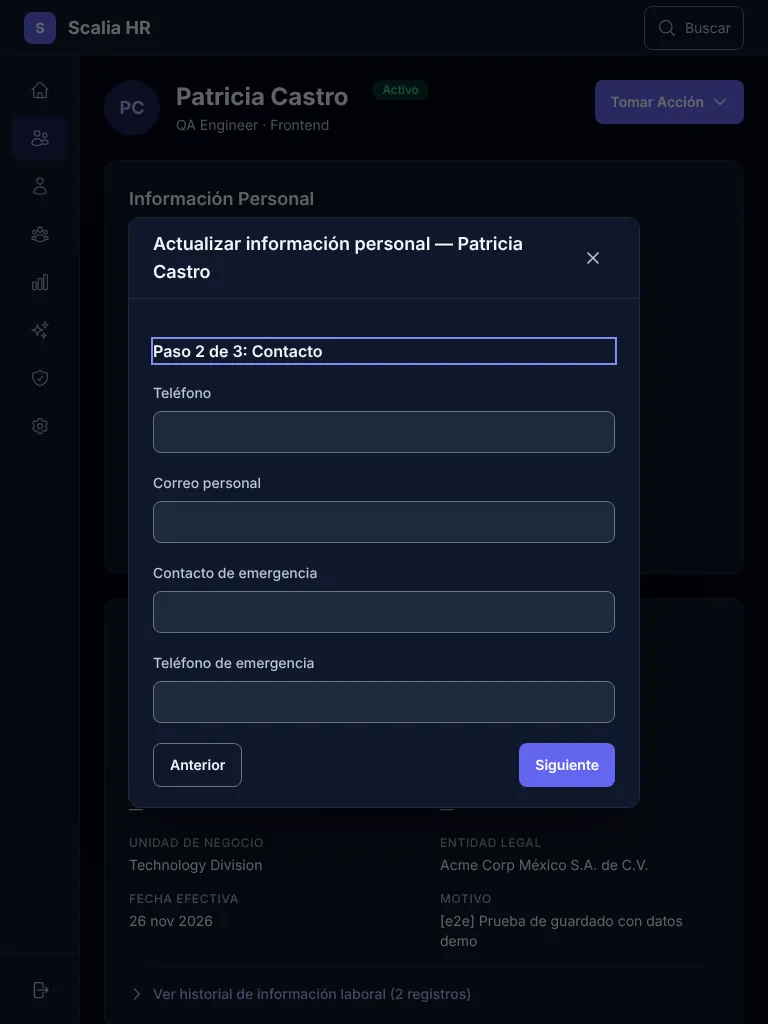 S
Scalia HR
Buscar
PC
Patricia Castro
Activo
QA Engineer · Frontend
Tomar Acción
Información Personal
Actualizar información personal — Patricia
Castro
Paso 2 de 3: Contacto
Teléfono
Correo personal
Contacto de emergencia
Teléfono de emergencia
Anterior
Siguiente
— —
UNIDAD DE NEGOCIO
Technology Division
ENTIDAD LEGAL
Acme Corp México S.A. de C.V.
FECHA EFECTIVA
26 nov 2026
MOTIVO
[e2e] Prueba de guardado con datos
demo
Ver historial de información laboral (2 registros)